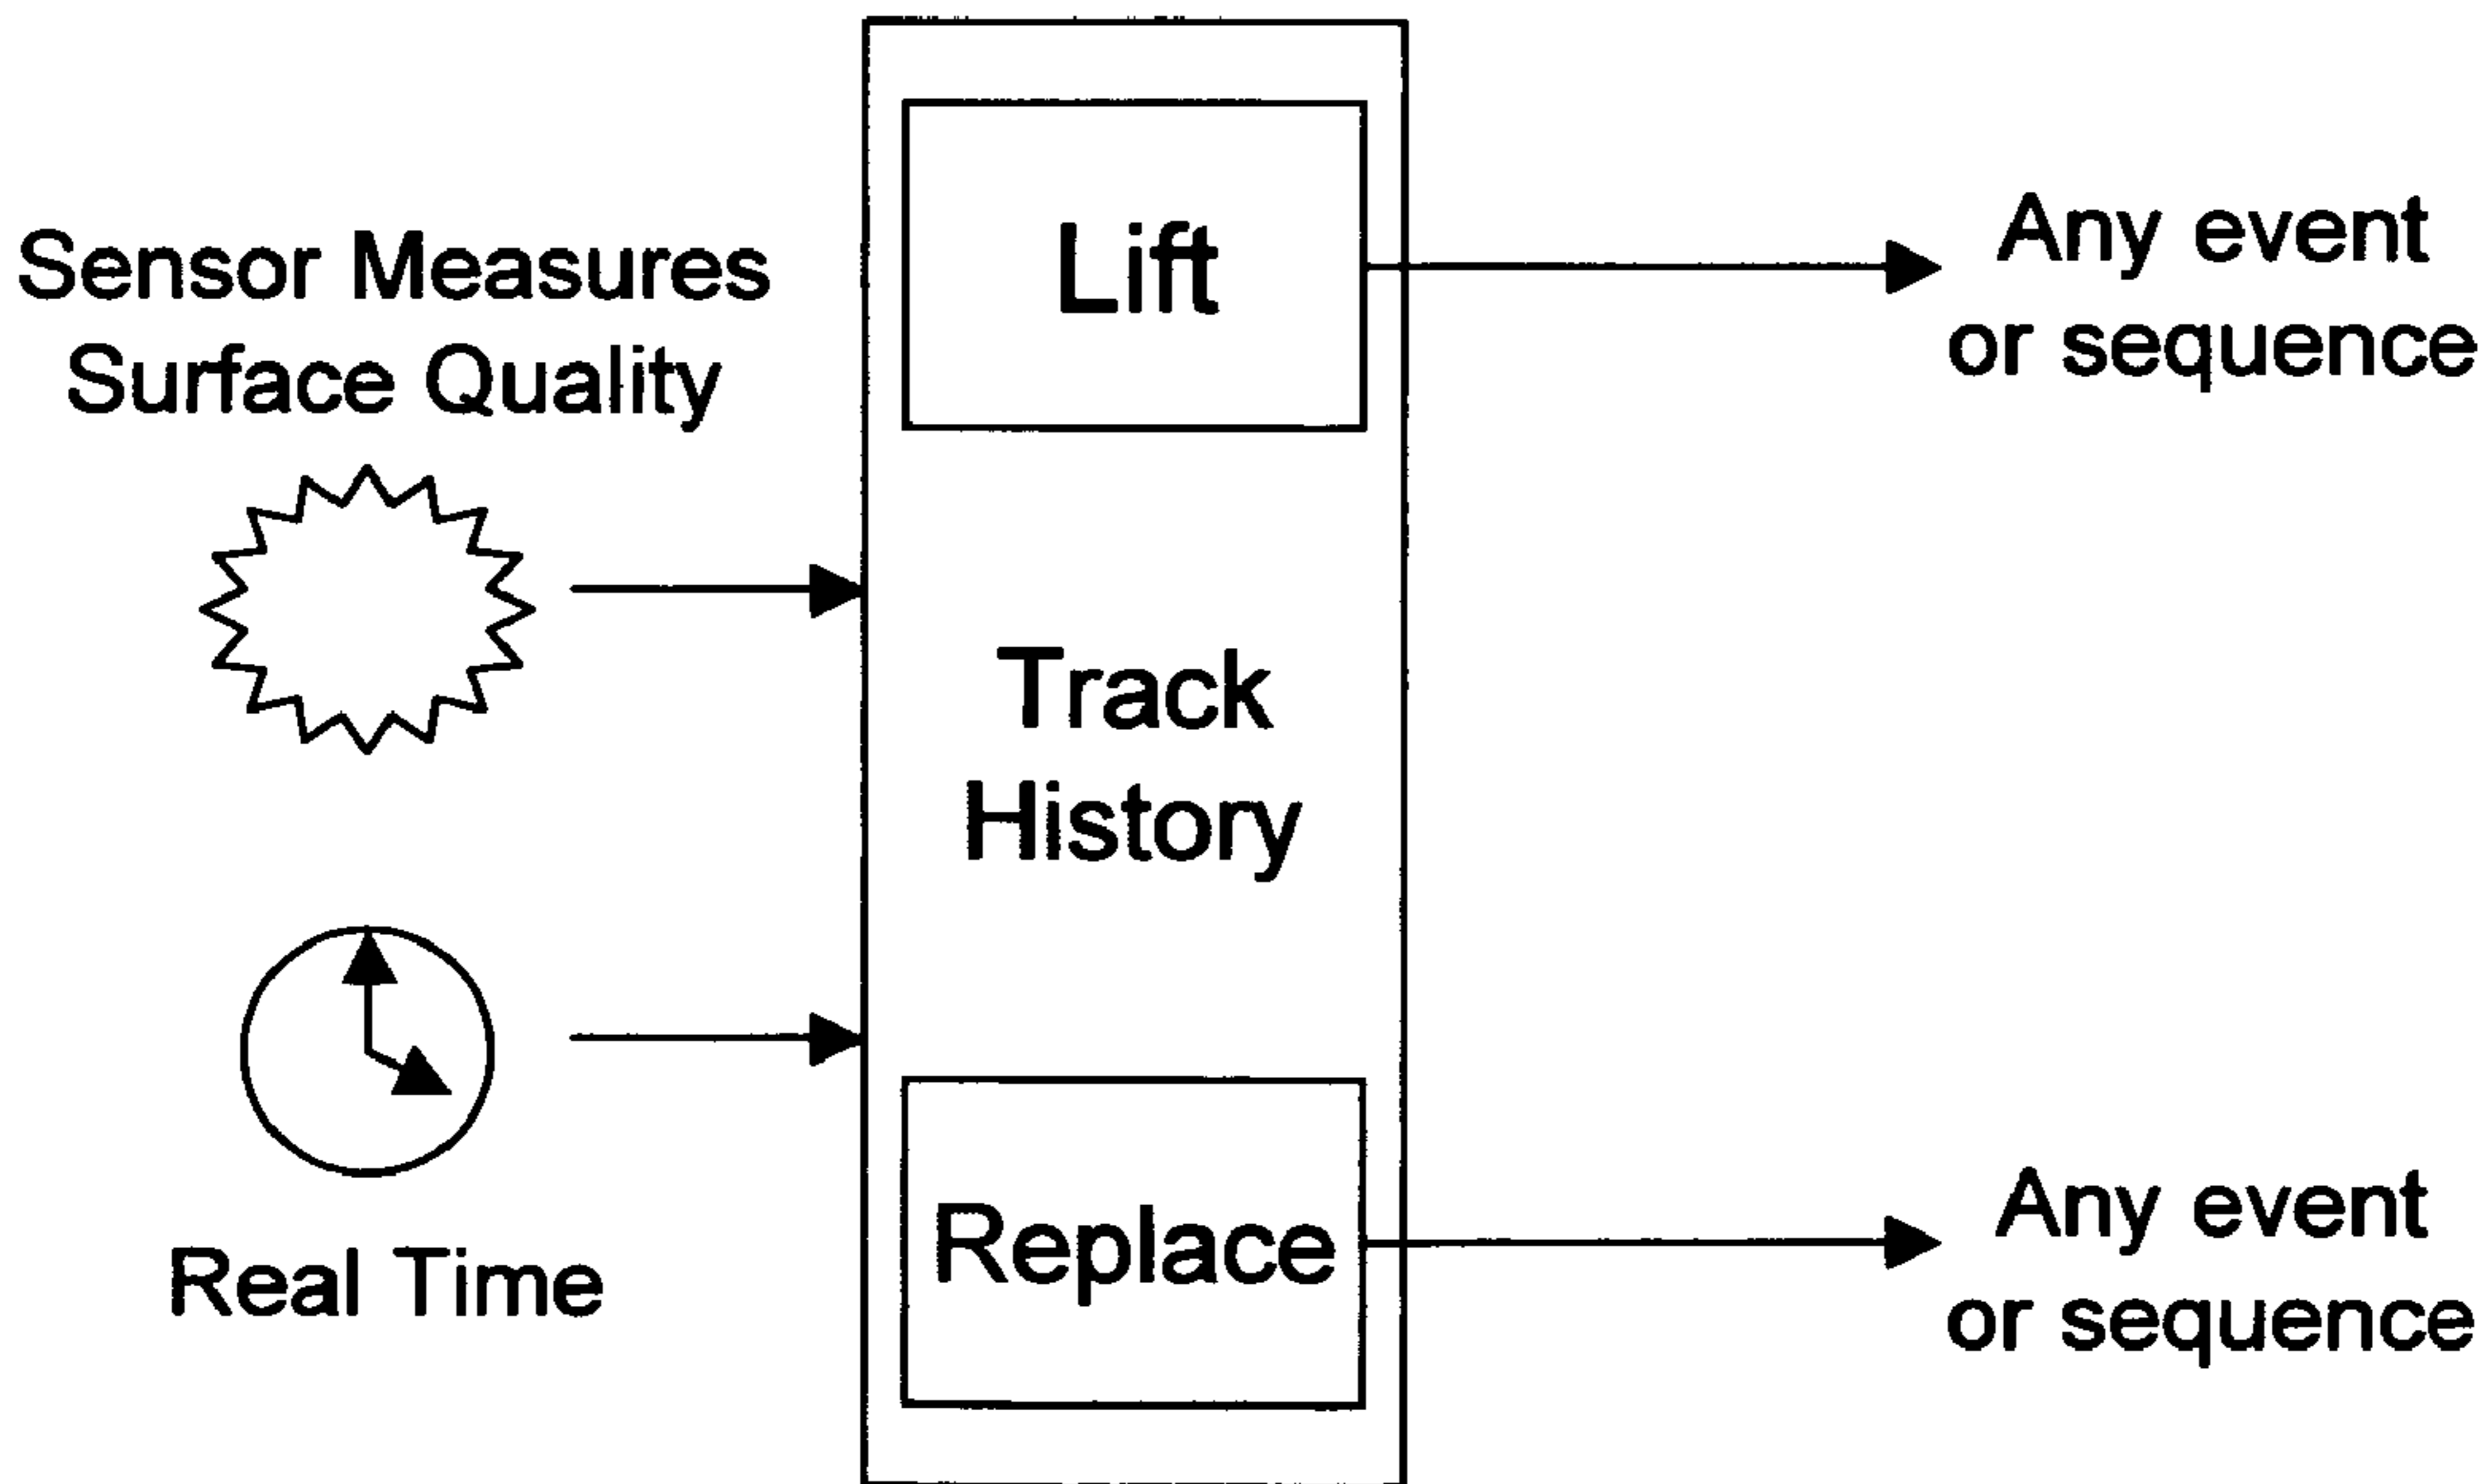 Sensor Measures
Surface Quality
Real Time
Lift
Track
History
Replace
Any event
or sequence
Any event
or sequence